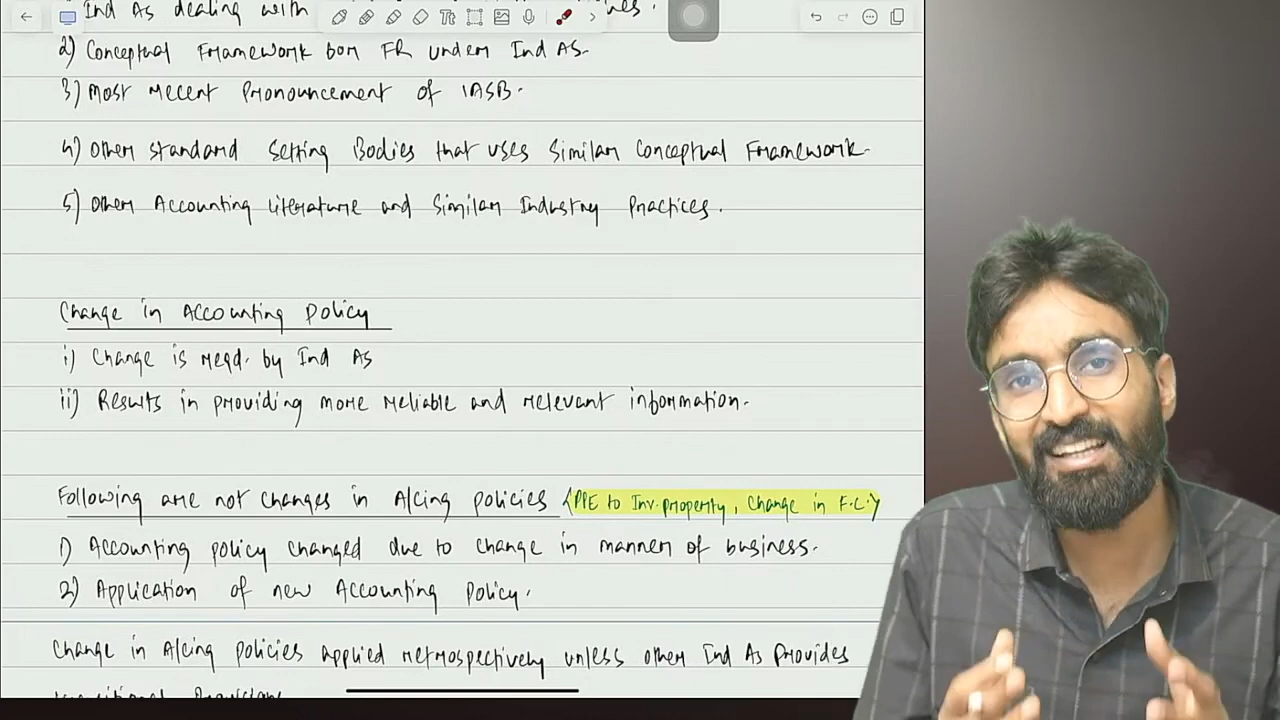 Ind As dealing with
2) Conceptual Framework for FR under Ind AS.
3) Most recent Pronouncement of IASB.
4) Other standard Setting Bodies that uses Similar Conceptual Framework.
5) Other Accounting Literature and Similar Industry Practices.
Change in Accounting Policy
i) Change is reqd. by Ind AS
ii) Results in providing more reliable and relevant information.
Following are not changes in A/cing policies (PPE to Inv. property, Change in F.C.)
1) Accounting policy changed due to change in manner of business.
2) Application of new Accounting Policy.
Change in A/cing policies applied retrospectively unless other Ind As provides